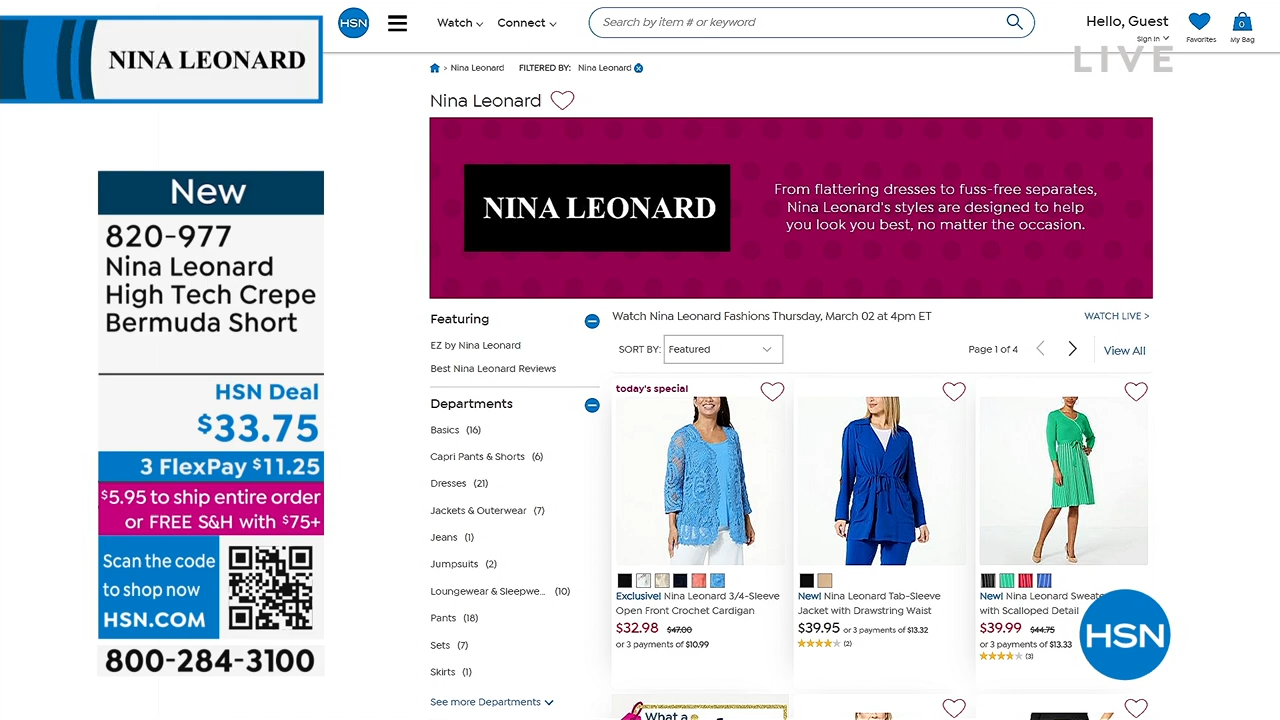 NINA LEONARD
New
820-977
Nina Leonard
High Tech Crepe
Bermuda Short
HSN Deal
$33.75
3 FlexPay $11.25
$5.95 to ship entire order
or FREE S&H with $75+
Scan the code
to shop now
HSN.COM
800-284-3100
HSN
Watch
Connect
Search by item # or keyword
Hello, Guest
Sign In
Favorites
0
My Bag
LIVE
> Nina Leonard FILTERED BY: Nina Leonard
Nina Leonard
NINA LEONARD
From flattering dresses to fuss-free separates,
Nina Leonard's styles are designed to help
you look you best, no matter the occasion.
Featuring
EZ by Nina Leonard
Best Nina Leonard Reviews
Departments
Basics (16)
Capri Pants & Shorts (6)
Dresses (21)
Jackets & Outerwear (7)
Jeans (1)
Jumpsuits (2)
Loungewear & Sleepwe... (10)
Pants (18)
Sets (7)
Skirts (1)
See more Departments
Watch Nina Leonard Fashions Thursday, March 02 at 4pm ET
WATCH LIVE >
SORT BY: Featured
Page 1 of 4
View All
today's special
Exclusive! Nina Leonard 3/4-Sleeve
Open Front Crochet Cardigan
$32.98 $47.00
or 3 payments of $10.99
New! Nina Leonard Tab-Sleeve
Jacket with Drawstring Waist
$39.95 or 3 payments of $13.32
(2)
New! Nina Leonard Sweate
with Scalloped Detail
$39.99 $44.75
or 3 payments of $13.33
(3)
HSN
What a